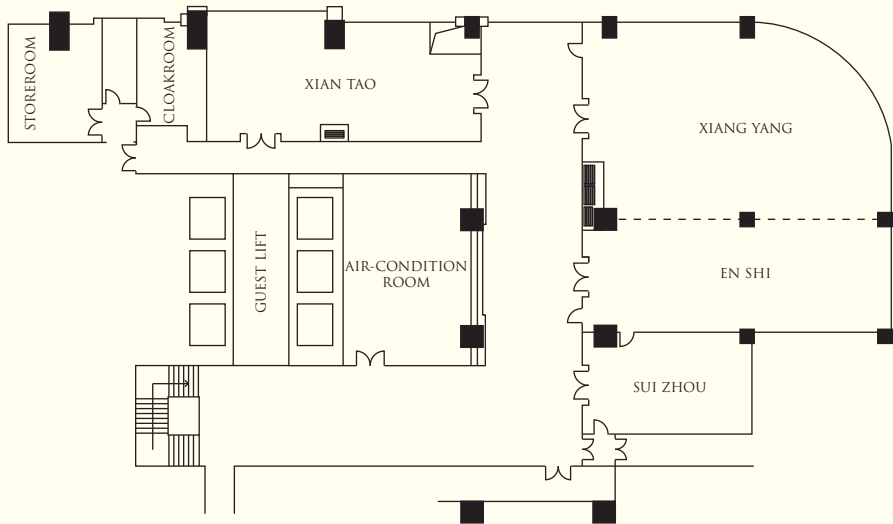 STOREROOM
CLOAKROOM
XIAN TAO
XIANG YANG
GUEST LIFT
AIR-CONDITION
ROOM
EN SHI
SUI ZHOU